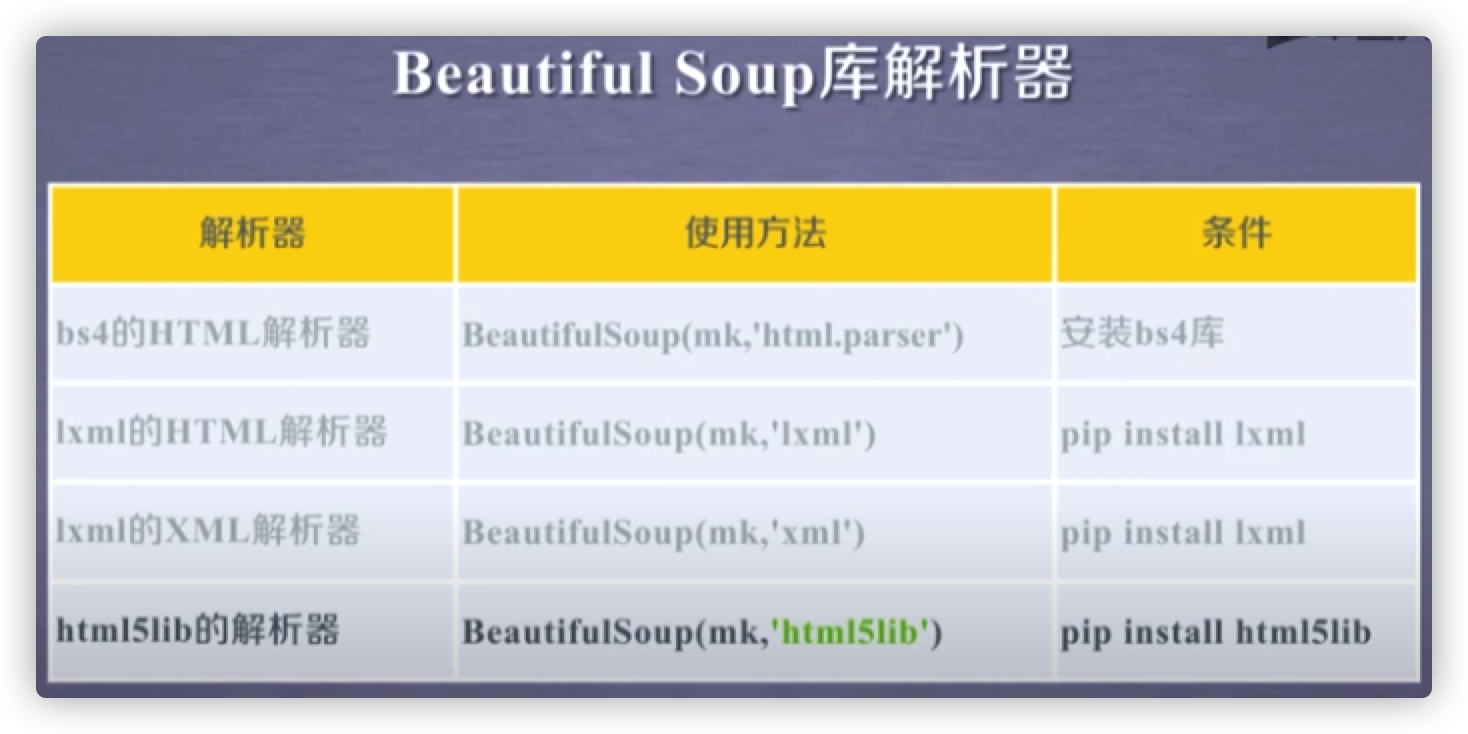 Beautiful Soup库解析器
解析器 使用方法 条件
bs4的HTML解析器 BeautifulSoup(mk,'html.parser') 安装bs4库
lxml的HTML解析器 BeautifulSoup(mk,'lxml') pip install lxml
lxml的XML解析器 BeautifulSoup(mk,'xml') pip install lxml
html5lib的解析器 BeautifulSoup(mk,'html5lib') pip install html5lib